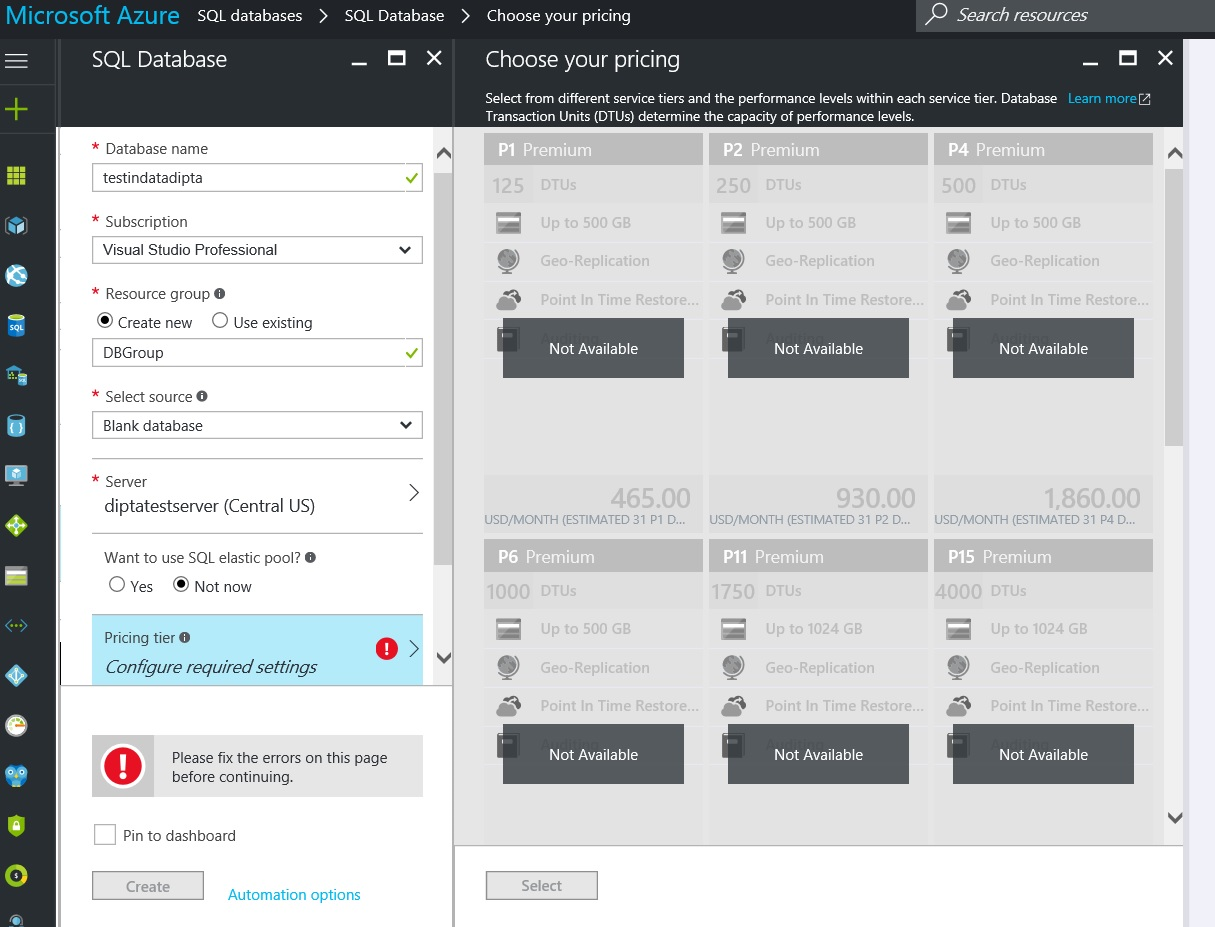 Microsoft Azure SQL databases > SQL Database > Choose your pricing
Search resources
SQL Database
* Database name
testindatadipta
* Subscription
Visual Studio Professional
* Resource group
Create new Use existing
DBGroup
* Select source
Blank database
* Server
diptatestserver (Central US)
Want to use SQL elastic pool?
Yes Not now
Pricing tier
Configure required settings
Please fix the errors on this page
before continuing.
Pin to dashboard
Create Automation options
Choose your pricing
Select from different service tiers and the performance levels within each service tier. Database Learn more
Transaction Units (DTUs) determine the capacity of performance levels.
P1 Premium
125 DTUs
Up to 500 GB
Geo-Replication
Point In Time Restore...
Not Available
465.00
USD/MONTH (ESTIMATED 31 P1 D...
P2 Premium
250 DTUs
Up to 500 GB
Geo-Replication
Point In Time Restore...
Not Available
930.00
USD/MONTH (ESTIMATED 31 P2 D...
P4 Premium
500 DTUs
Up to 500 GB
Geo-Replication
Point In Time Restore...
Not Available
1,860.00
USD/MONTH (ESTIMATED 31 P4 D...
P6 Premium
1000 DTUs
Up to 500 GB
Geo-Replication
Point In Time Restore...
Not Available
P11 Premium
1750 DTUs
Up to 1024 GB
Geo-Replication
Point In Time Restore...
Not Available
P15 Premium
4000 DTUs
Up to 1024 GB
Geo-Replication
Point In Time Restore...
Not Available
Select